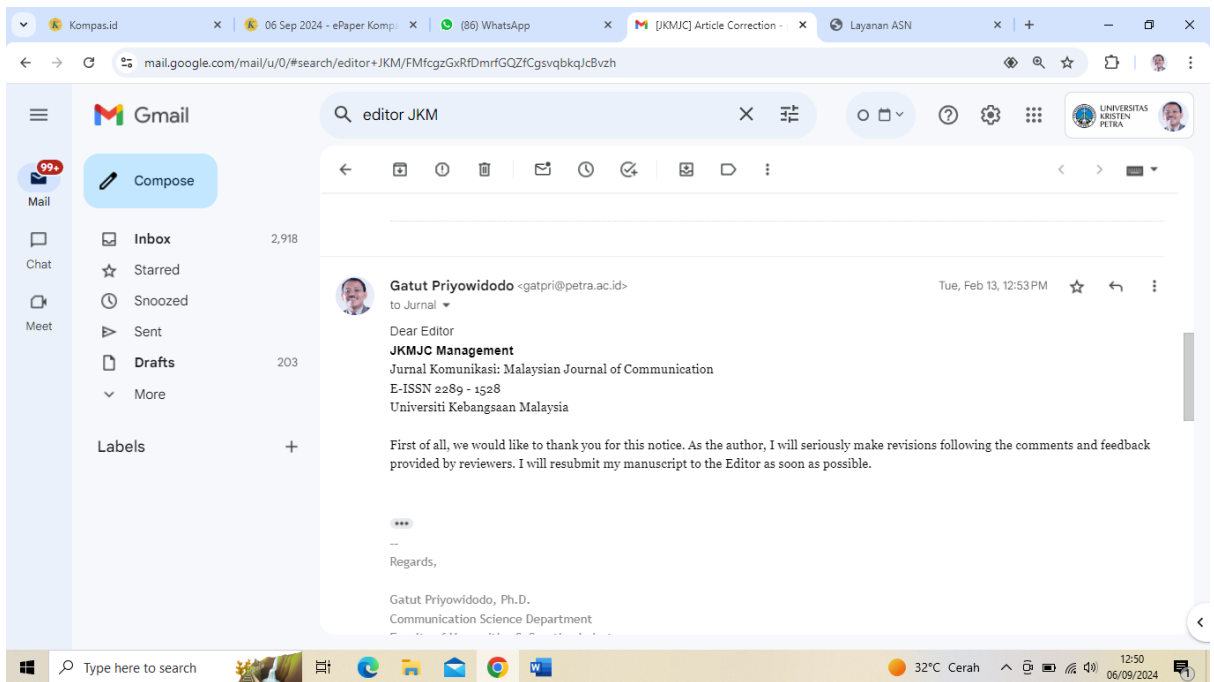 Kompas.id
06 Sep 2024 - ePaper Komp
(86) WhatsApp
[JKMJC] Article Correction -
Layanan ASN
mail.google.com/mail/u/0/#search/editor+JKM/FMfcgzGxRfDmrfGQZfCgsvqbkqJcBvzh
Gmail
editor JKM
UNIVERSITAS
KRISTEN
PETRA
99+
Mail
Chat
Meet
Compose
Inbox 2,918
Starred
Snoozed
Sent
Drafts 203
More
Labels
Gatut Priyowidodo <gatpri@petra.ac.id> Tue, Feb 13, 12:53 PM
to Jurnal
Dear Editor
JKMJC Management
Jurnal Komunikasi: Malaysian Journal of Communication
E-ISSN 2289 - 1528
Universiti Kebangsaan Malaysia
First of all, we would like to thank you for this notice. As the author, I will seriously make revisions following the comments and feedback
provided by reviewers. I will resubmit my manuscript to the Editor as soon as possible.
--
Regards,
Gatut Priyowidodo, Ph.D.
Communication Science Department
Type here to search
32°C Cerah
12:50
06/09/2024
1